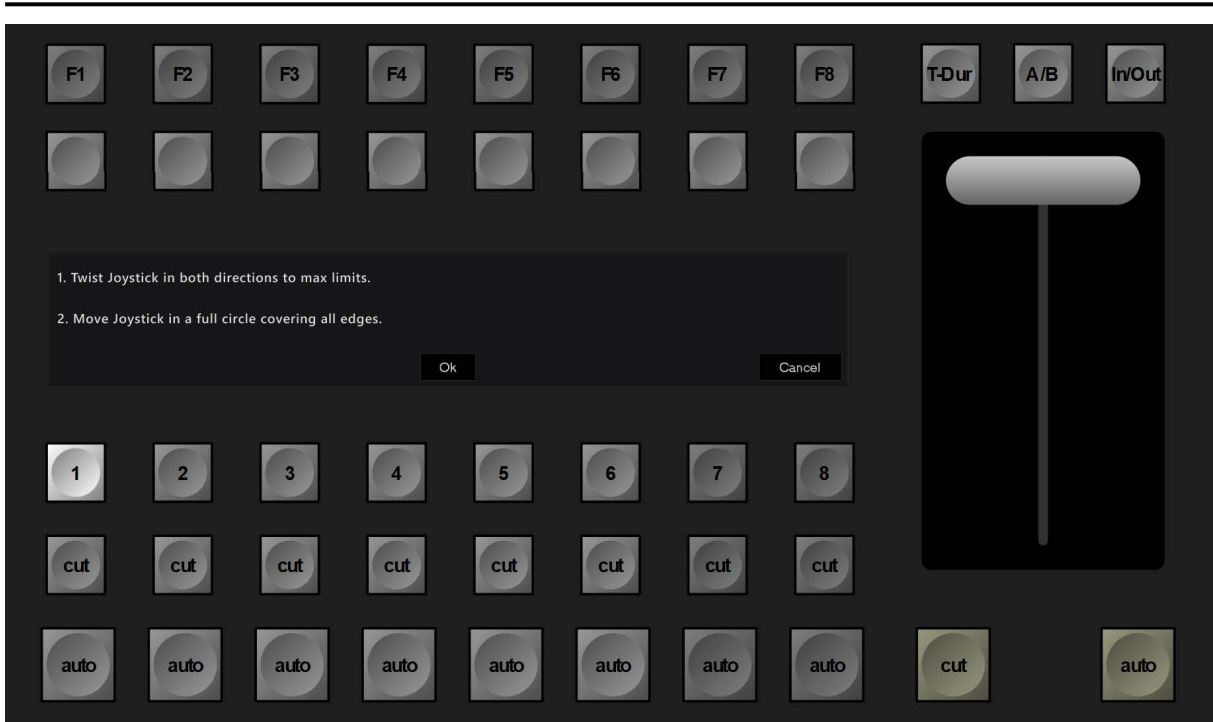 F1 F2 F3 F4 F5 F6 F7 F8 T-Dur A/B In/Out
1. Twist Joystick in both directions to max limits.
2. Move Joystick in a full circle covering all edges.
Ok Cancel
1 2 3 4 5 6 7 8
cut cut cut cut cut cut cut cut
auto auto auto auto auto auto auto auto cut auto